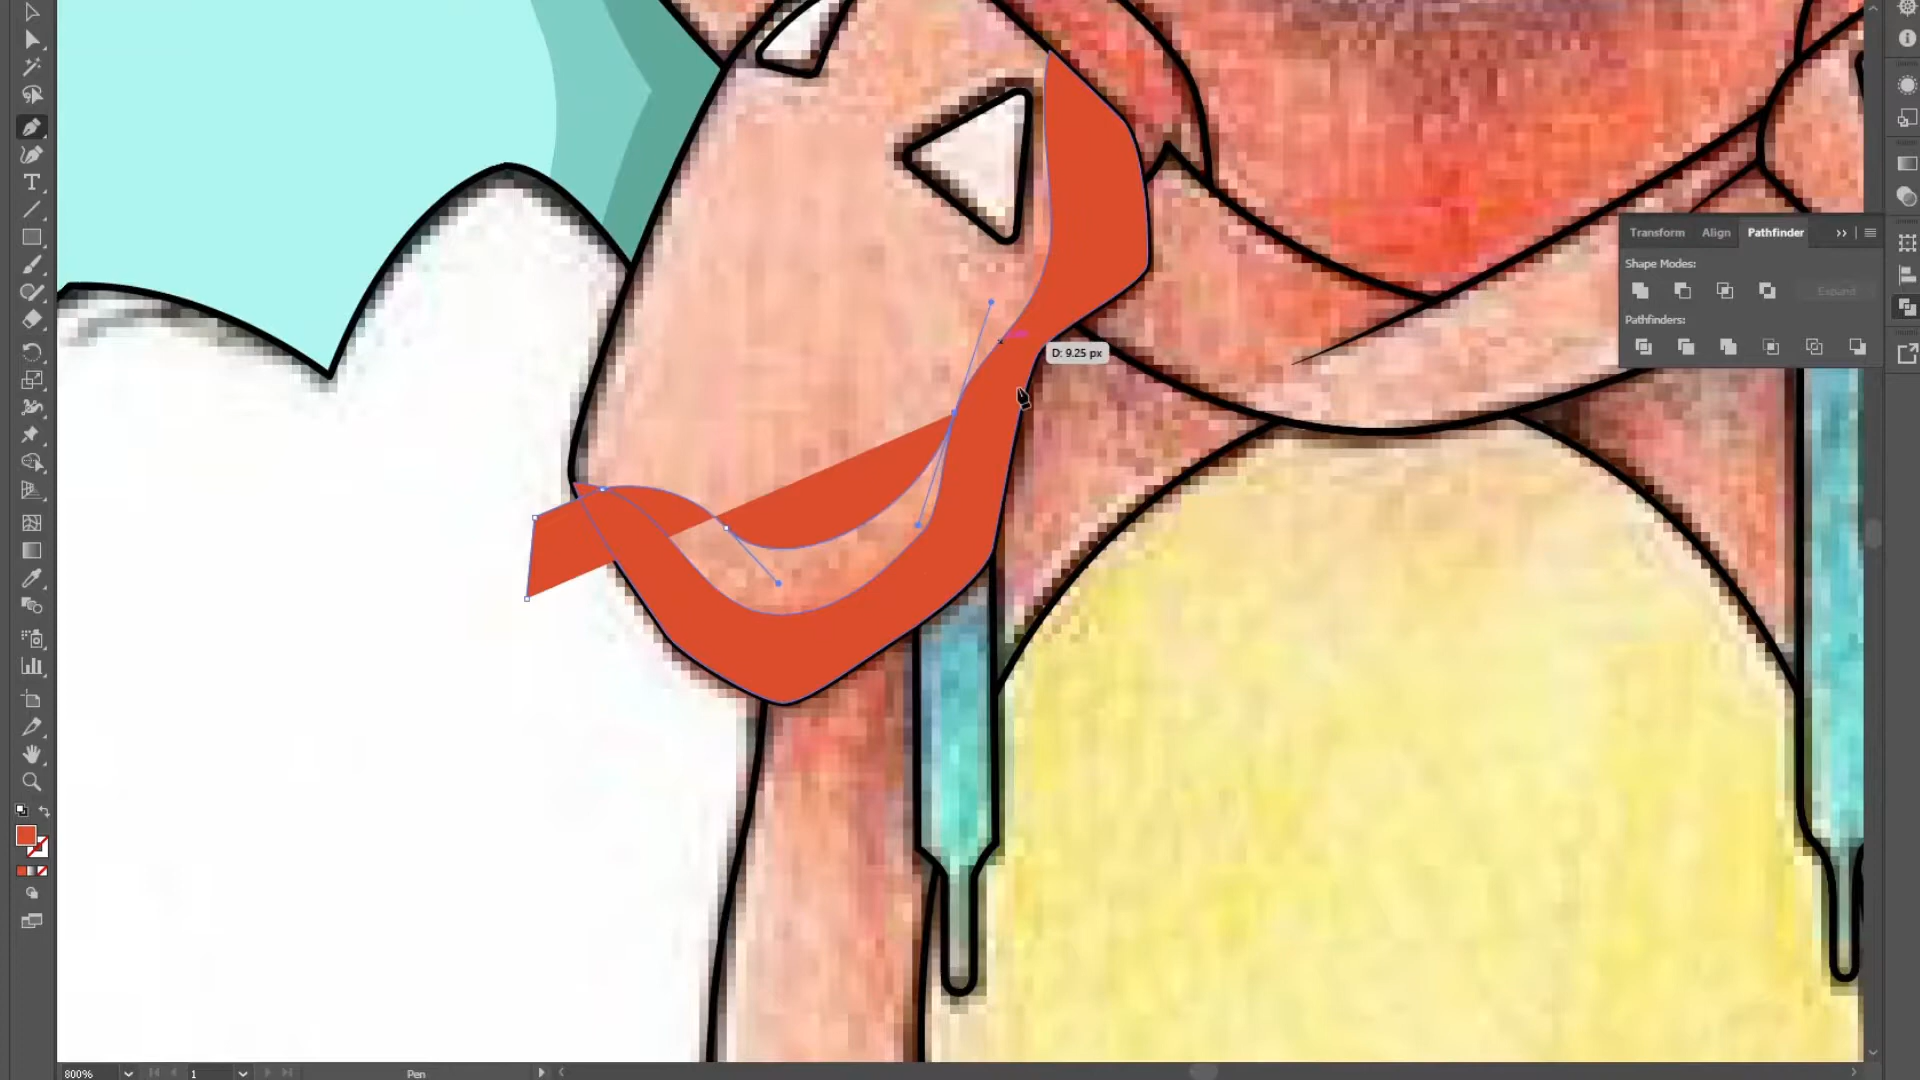 Transform Align Pathfinder
Shape Modes:
Expand
Pathfinders:
D: 9.25 px
800% 1 Pen